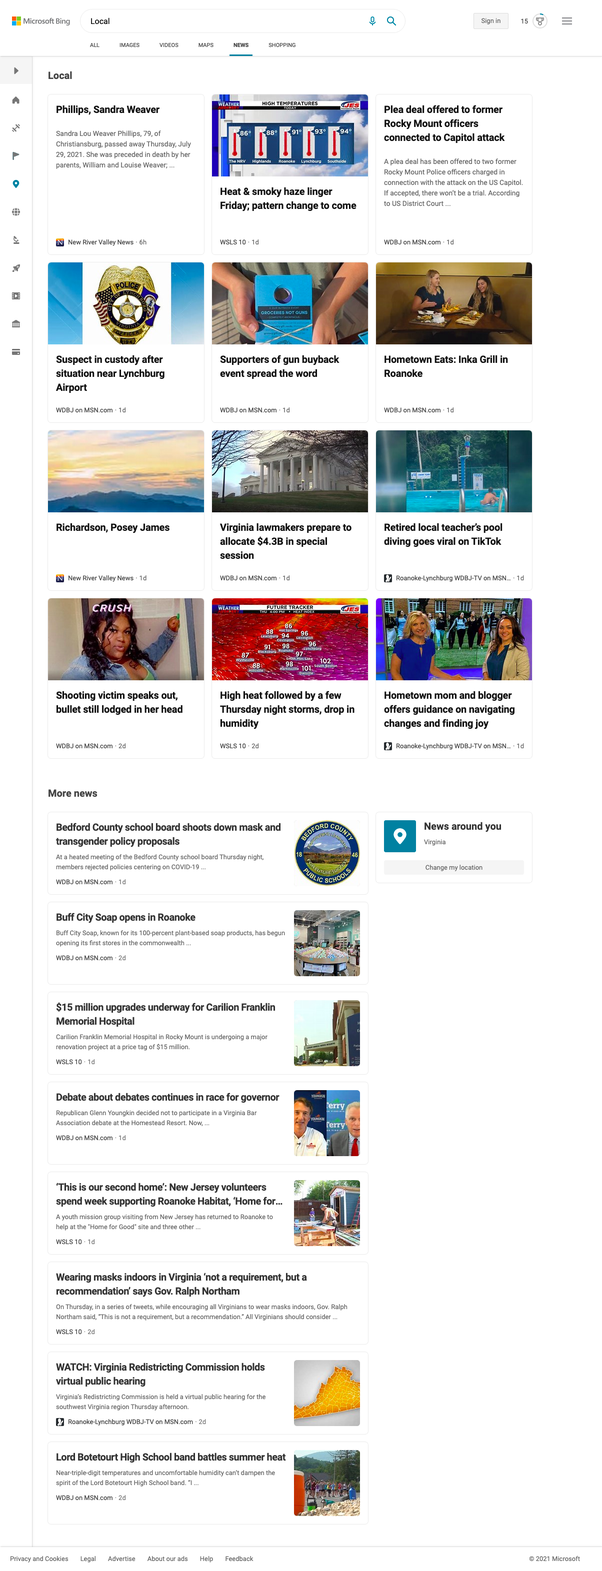 Microsoft Bing
Local
Sign in
15
ALL IMAGES VIDEOS MAPS NEWS SHOPPING
Local
Phillips, Sandra Weaver
Sandra Lou Weaver Phillips, 79, of
Christiansburg, passed away Thursday, July
29, 2021. She was preceded in death by her
parents, William and Louise Weaver; ...
New River Valley News · 6h
WEATHER HIGH TEMPERATURES
86° 88° 91° 93° 94°
The NRV Highlands Roanoke Lynchburg Southside
Heat & smoky haze linger
Friday; pattern change to come
WSLS 10 · 1d
Plea deal offered to former
Rocky Mount officers
connected to Capitol attack
A plea deal has been offered to two former
Rocky Mount Police officers charged in
connection with the attack on the US Capitol.
If accepted, there won't be a trial. According
to US District Court ...
WDBJ on MSN.com · 1d
POLICE
Suspect in custody after
situation near Lynchburg
Airport
WDBJ on MSN.com · 1d
GROCERIES NOT GUNS
Supporters of gun buyback
event spread the word
WDBJ on MSN.com · 1d
Hometown Eats: Inka Grill in
Roanoke
WDBJ on MSN.com · 1d
Richardson, Posey James
New River Valley News · 1d
Virginia lawmakers prepare to
allocate $4.3B in special
session
WDBJ on MSN.com · 1d
Retired local teacher's pool
diving goes viral on TikTok
Roanoke-Lynchburg WDBJ-TV on MSN... · 1d
CRUSH
Shooting victim speaks out,
bullet still lodged in her head
WDBJ on MSN.com · 2d
WEATHER FUTURE TRACKER
High heat followed by a few
Thursday night storms, drop in
humidity
WSLS 10 · 2d
Hometown mom and blogger
offers guidance on navigating
changes and finding joy
Roanoke-Lynchburg WDBJ-TV on MSN... · 1d
More news
Bedford County school board shoots down mask and
transgender policy proposals
At a heated meeting of the Bedford County school board Thursday night,
members rejected policies centering on COVID-19 ...
WDBJ on MSN.com · 1d
BEDFORD COUNTY
PUBLIC SCHOOLS
News around you
Virginia
Change my location
Buff City Soap opens in Roanoke
Buff City Soap, known for its 100-percent plant-based soap products, has begun
opening its first stores in the commonwealth ...
WDBJ on MSN.com · 2d
$15 million upgrades underway for Carilion Franklin
Memorial Hospital
Carilion Franklin Memorial Hospital in Rocky Mount is undergoing a major
renovation project at a price tag of $15 million.
WSLS 10 · 1d
Debate about debates continues in race for governor
Republican Glenn Youngkin decided not to participate in a Virginia Bar
Association debate at the Homestead Resort. Now, ...
WDBJ on MSN.com · 1d
Terry
'This is our second home': New Jersey volunteers
spend week supporting Roanoke Habitat, 'Home for...
A youth mission group visiting from New Jersey has returned to Roanoke to
help at the "Home for Good" site and three other ...
WSLS 10 · 1d
Wearing masks indoors in Virginia 'not a requirement, but a
recommendation' says Gov. Ralph Northam
On Thursday, in a series of tweets, while encouraging all Virginians to wear masks indoors, Gov. Ralph
Northam said, "This is not a requirement, but a recommendation." All Virginians should consider ...
WSLS 10 · 2d
WATCH: Virginia Redistricting Commission holds
virtual public hearing
Virginia's Redistricting Commission is held a virtual public hearing for the
southwest Virginia region Thursday afternoon.
Roanoke-Lynchburg WDBJ-TV on MSN.com · 2d
Lord Botetourt High School band battles summer heat
Near-triple-digit temperatures and uncomfortable humidity can't dampen the
spirit of the Lord Botetourt High School band. "I ...
WDBJ on MSN.com · 2d
Privacy and Cookies Legal Advertise About our ads Help Feedback © 2021 Microsoft